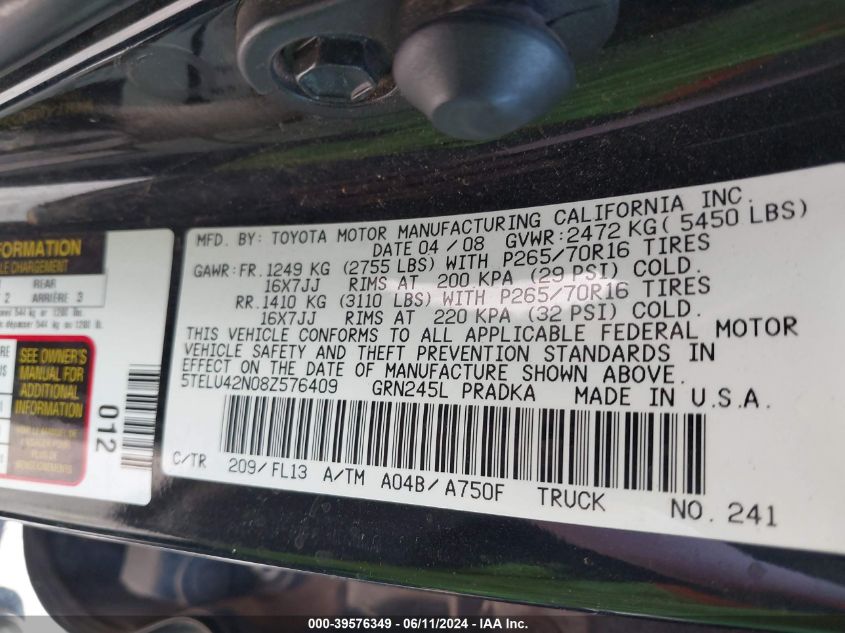 MFD. BY: TOYOTA MOTOR MANUFACTURING CALIFORNIA INC.
DATE 04/08 GVWR:2472 KG( 5450 LBS)
GAWR:FR.1249 KG (2755 LBS) WITH P265/70R16 TIRES
16X7JJ RIMS AT 200 KPA (29 PSI) COLD.
RR.1410 KG (3110 LBS) WITH P265/70R16 TIRES
16X7JJ RIMS AT 220 KPA (32 PSI) COLD.
THIS VEHICLE CONFORMS TO ALL APPLICABLE FEDERAL MOTOR
VEHICLE SAFETY AND THEFT PREVENTION STANDARDS IN
EFFECT ON THE DATE OF MANUFACTURE SHOWN ABOVE.
5TELU42N08Z576409 GRN245L PRADKA MADE IN U.S.A.
C/TR 209/FL13 A/TM A04B/A750F TRUCK NO. 241
REAR
2 ARRIÈRE 3
SEE OWNER'S
MANUAL FOR
ADDITIONAL
INFORMATION
012
000-39576349 - 06/11/2024 - IAAI Inc.